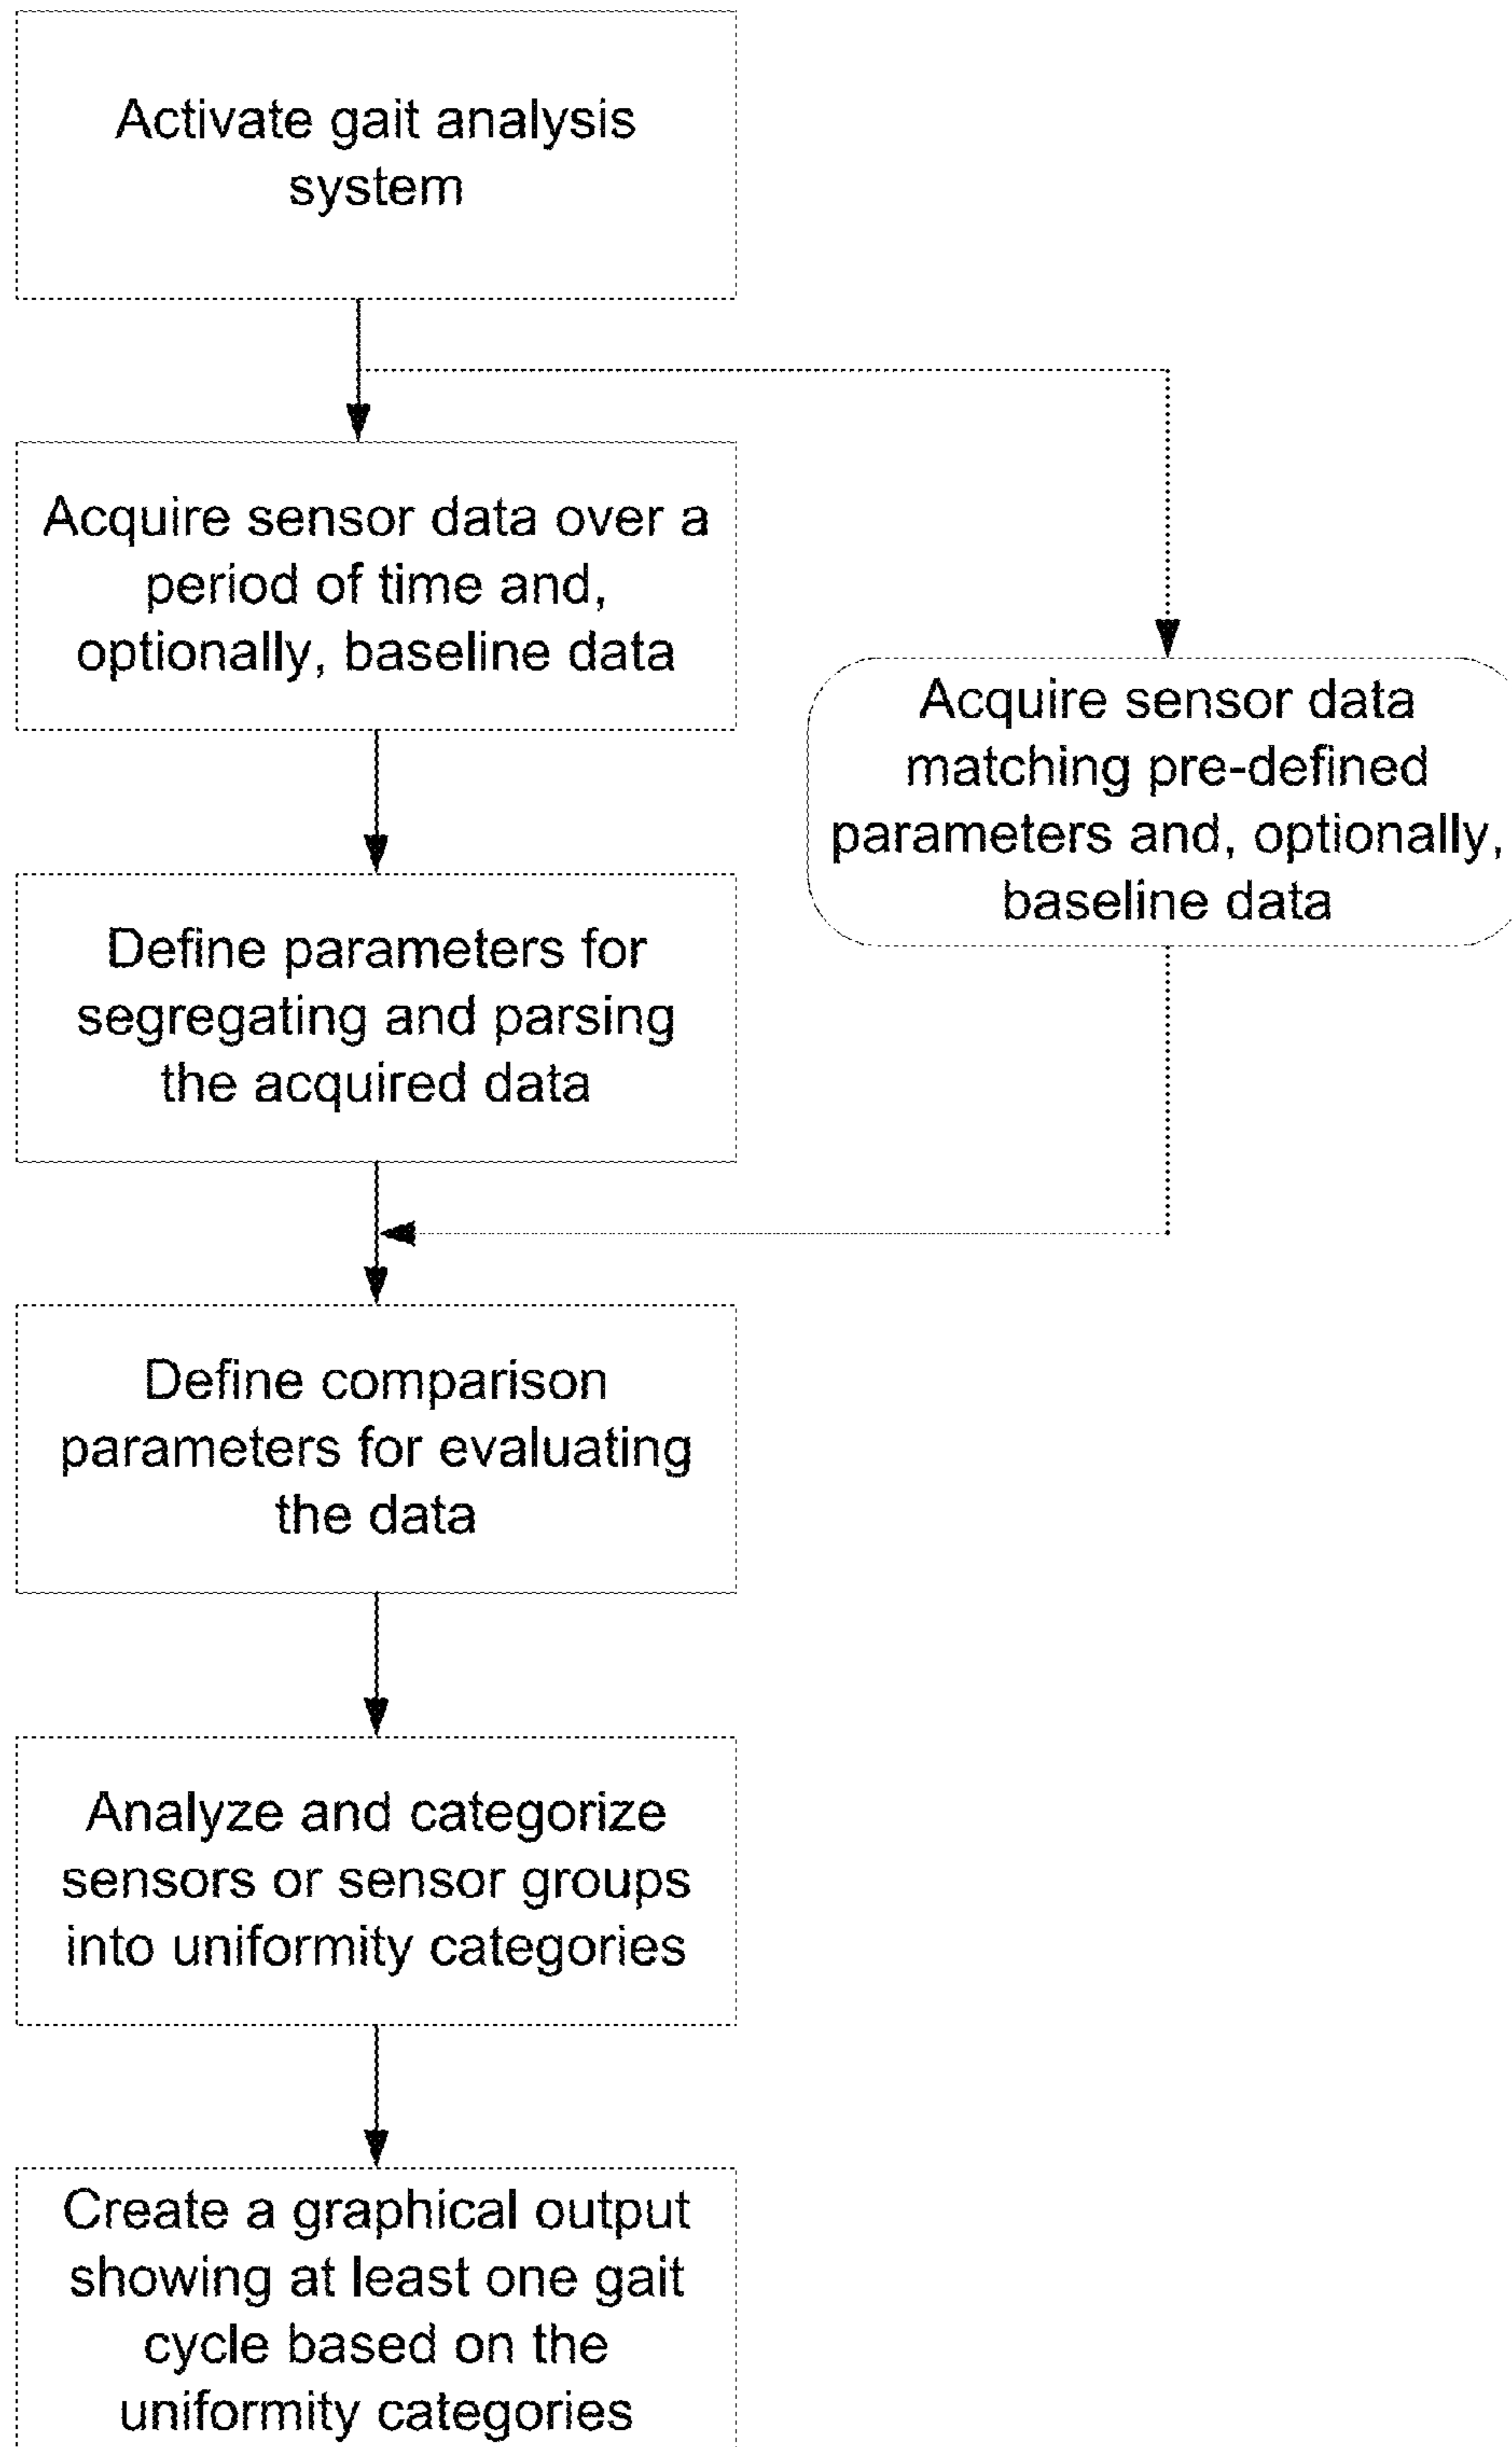 Activate gait analysis
system
Acquire sensor data over a
period of time and,
optionally, baseline data
Acquire sensor data
matching pre-defined
parameters and, optionally,
baseline data
Define parameters for
segregating and parsing
the acquired data
Define comparison
parameters for evaluating
the data
Analyze and categorize
sensors or sensor groups
into uniformity categories
Create a graphical output
showing at least one gait
cycle based on the
uniformity categories